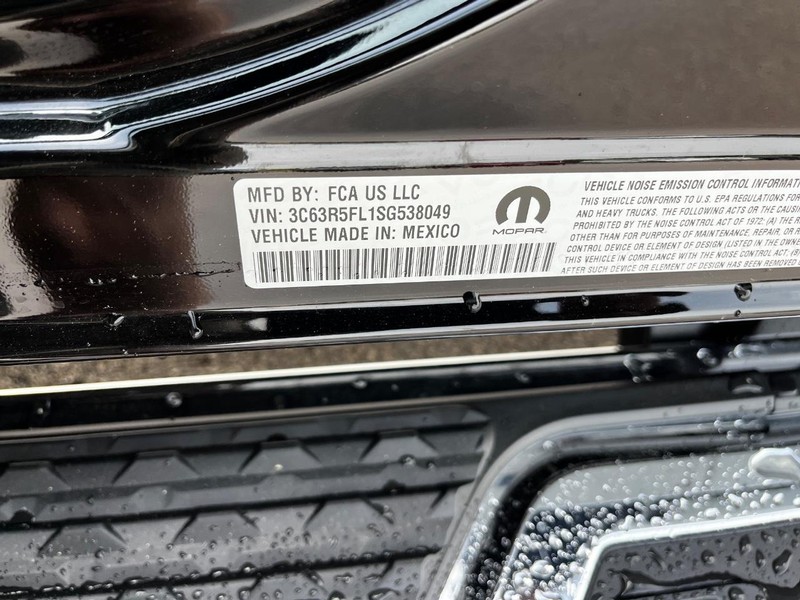 MFD BY: FCA US LLC
VIN: 3C63R5FL1SG538049
VEHICLE MADE IN: MEXICO
MOPAR
VEHICLE NOISE EMISSION CONTROL INFORMAT
THIS VEHICLE CONFORMS TO U.S. EPA REGULATIONS FOR
AND HEAVY TRUCKS. THE FOLLOWING ACTS OR THE CAUSIN
PROHIBITED BY THE NOISE CONTROL ACT OF 1972: (A) THE R
OTHER THAN FOR PURPOSES OF MAINTENANCE, REPAIR, OR
CONTROL DEVICE OR ELEMENT OF DESIGN (LISTED IN THE OWNE
THIS VEHICLE IN COMPLIANCE WITH THE NOISE CONTROL ACT; (B)
AFTER SUCH DEVICE OR ELEMENT OF DESIGN HAS BEEN REMOVED O